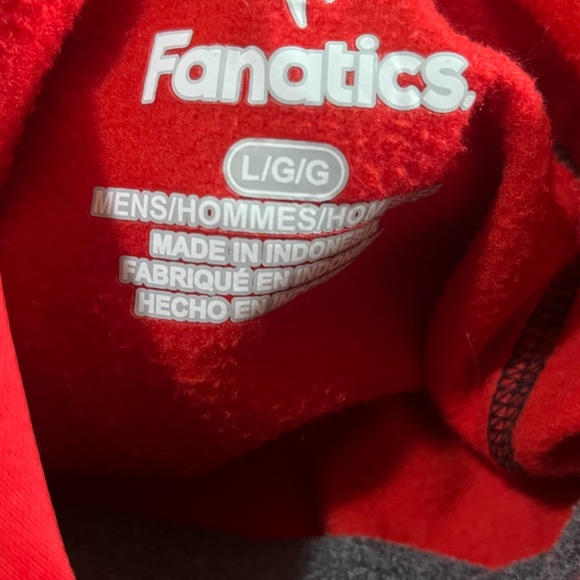 Fanatics
L/G/G
MENS/HOMMES/
MADE IN INDONESIA
FABRIQUÉ EN
HECHO EN